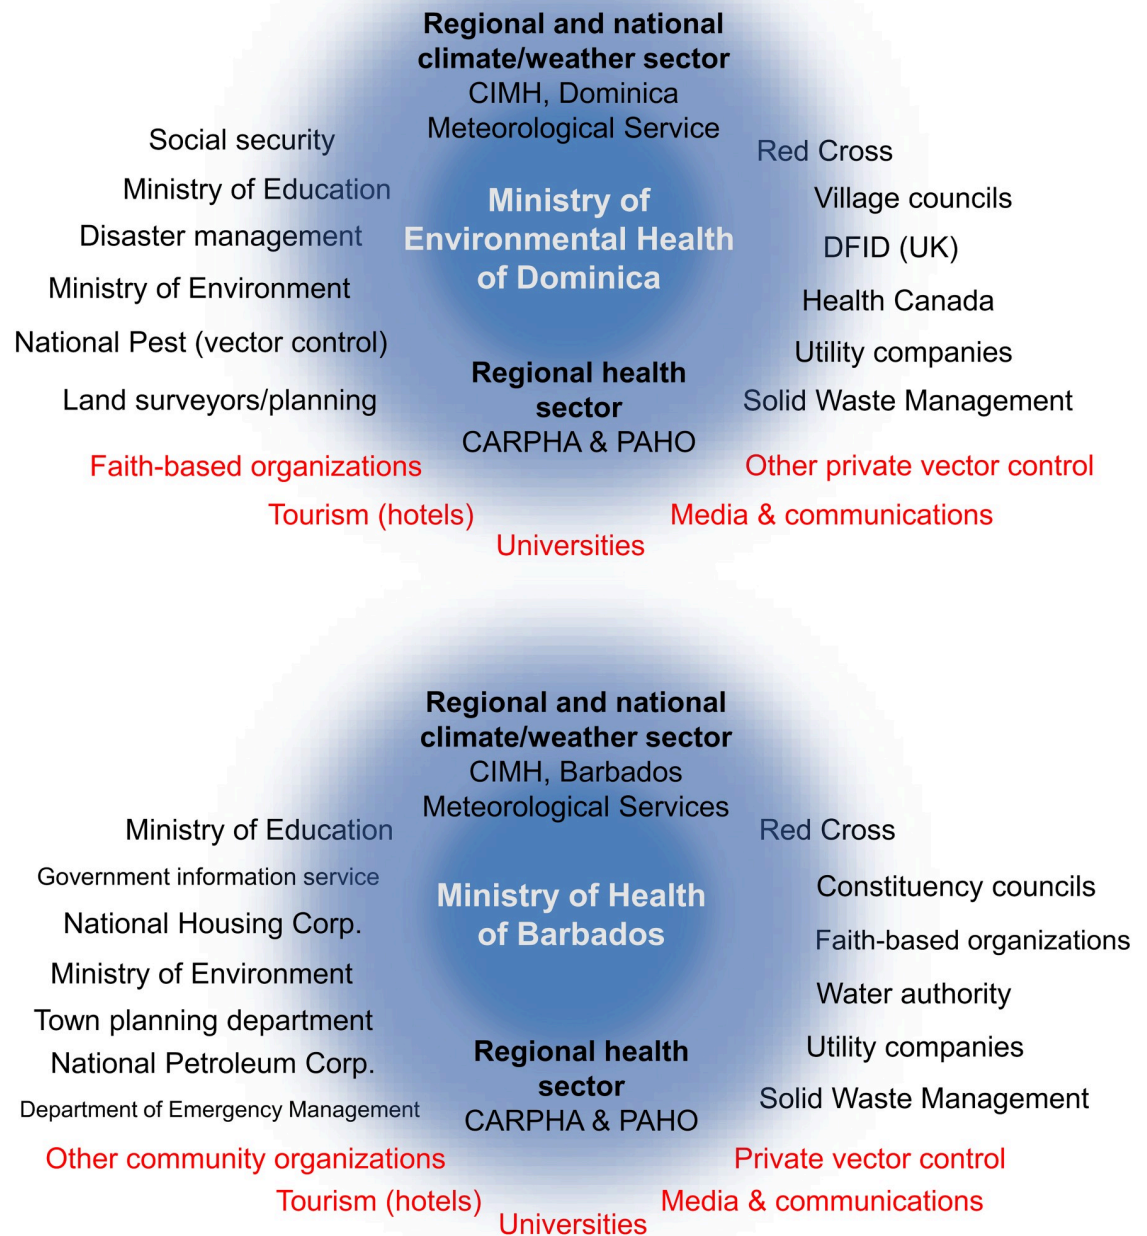 Regional and national
climate/weather sector
CIMH, Dominica
Meteorological Service
Social security
Ministry of Education
Disaster management
Ministry of Environment
National Pest (vector control)
Land surveyors/planning
Ministry of
Environmental Health
of Dominica
Red Cross
Village councils
DFID (UK)
Health Canada
Utility companies
Solid Waste Management
Regional health
sector
CARPHA & PAHO
Faith-based organizations
Other private vector control
Tourism (hotels)
Media & communications
Universities
Regional and national
climate/weather sector
CIMH, Barbados
Meteorological Services
Ministry of Education
Government information service
National Housing Corp.
Ministry of Environment
Town planning department
National Petroleum Corp.
Department of Emergency Management
Ministry of Health
of Barbados
Red Cross
Constituency councils
Faith-based organizations
Water authority
Utility companies
Solid Waste Management
Regional health
sector
CARPHA & PAHO
Other community organizations
Private vector control
Tourism (hotels)
Media & communications
Universities